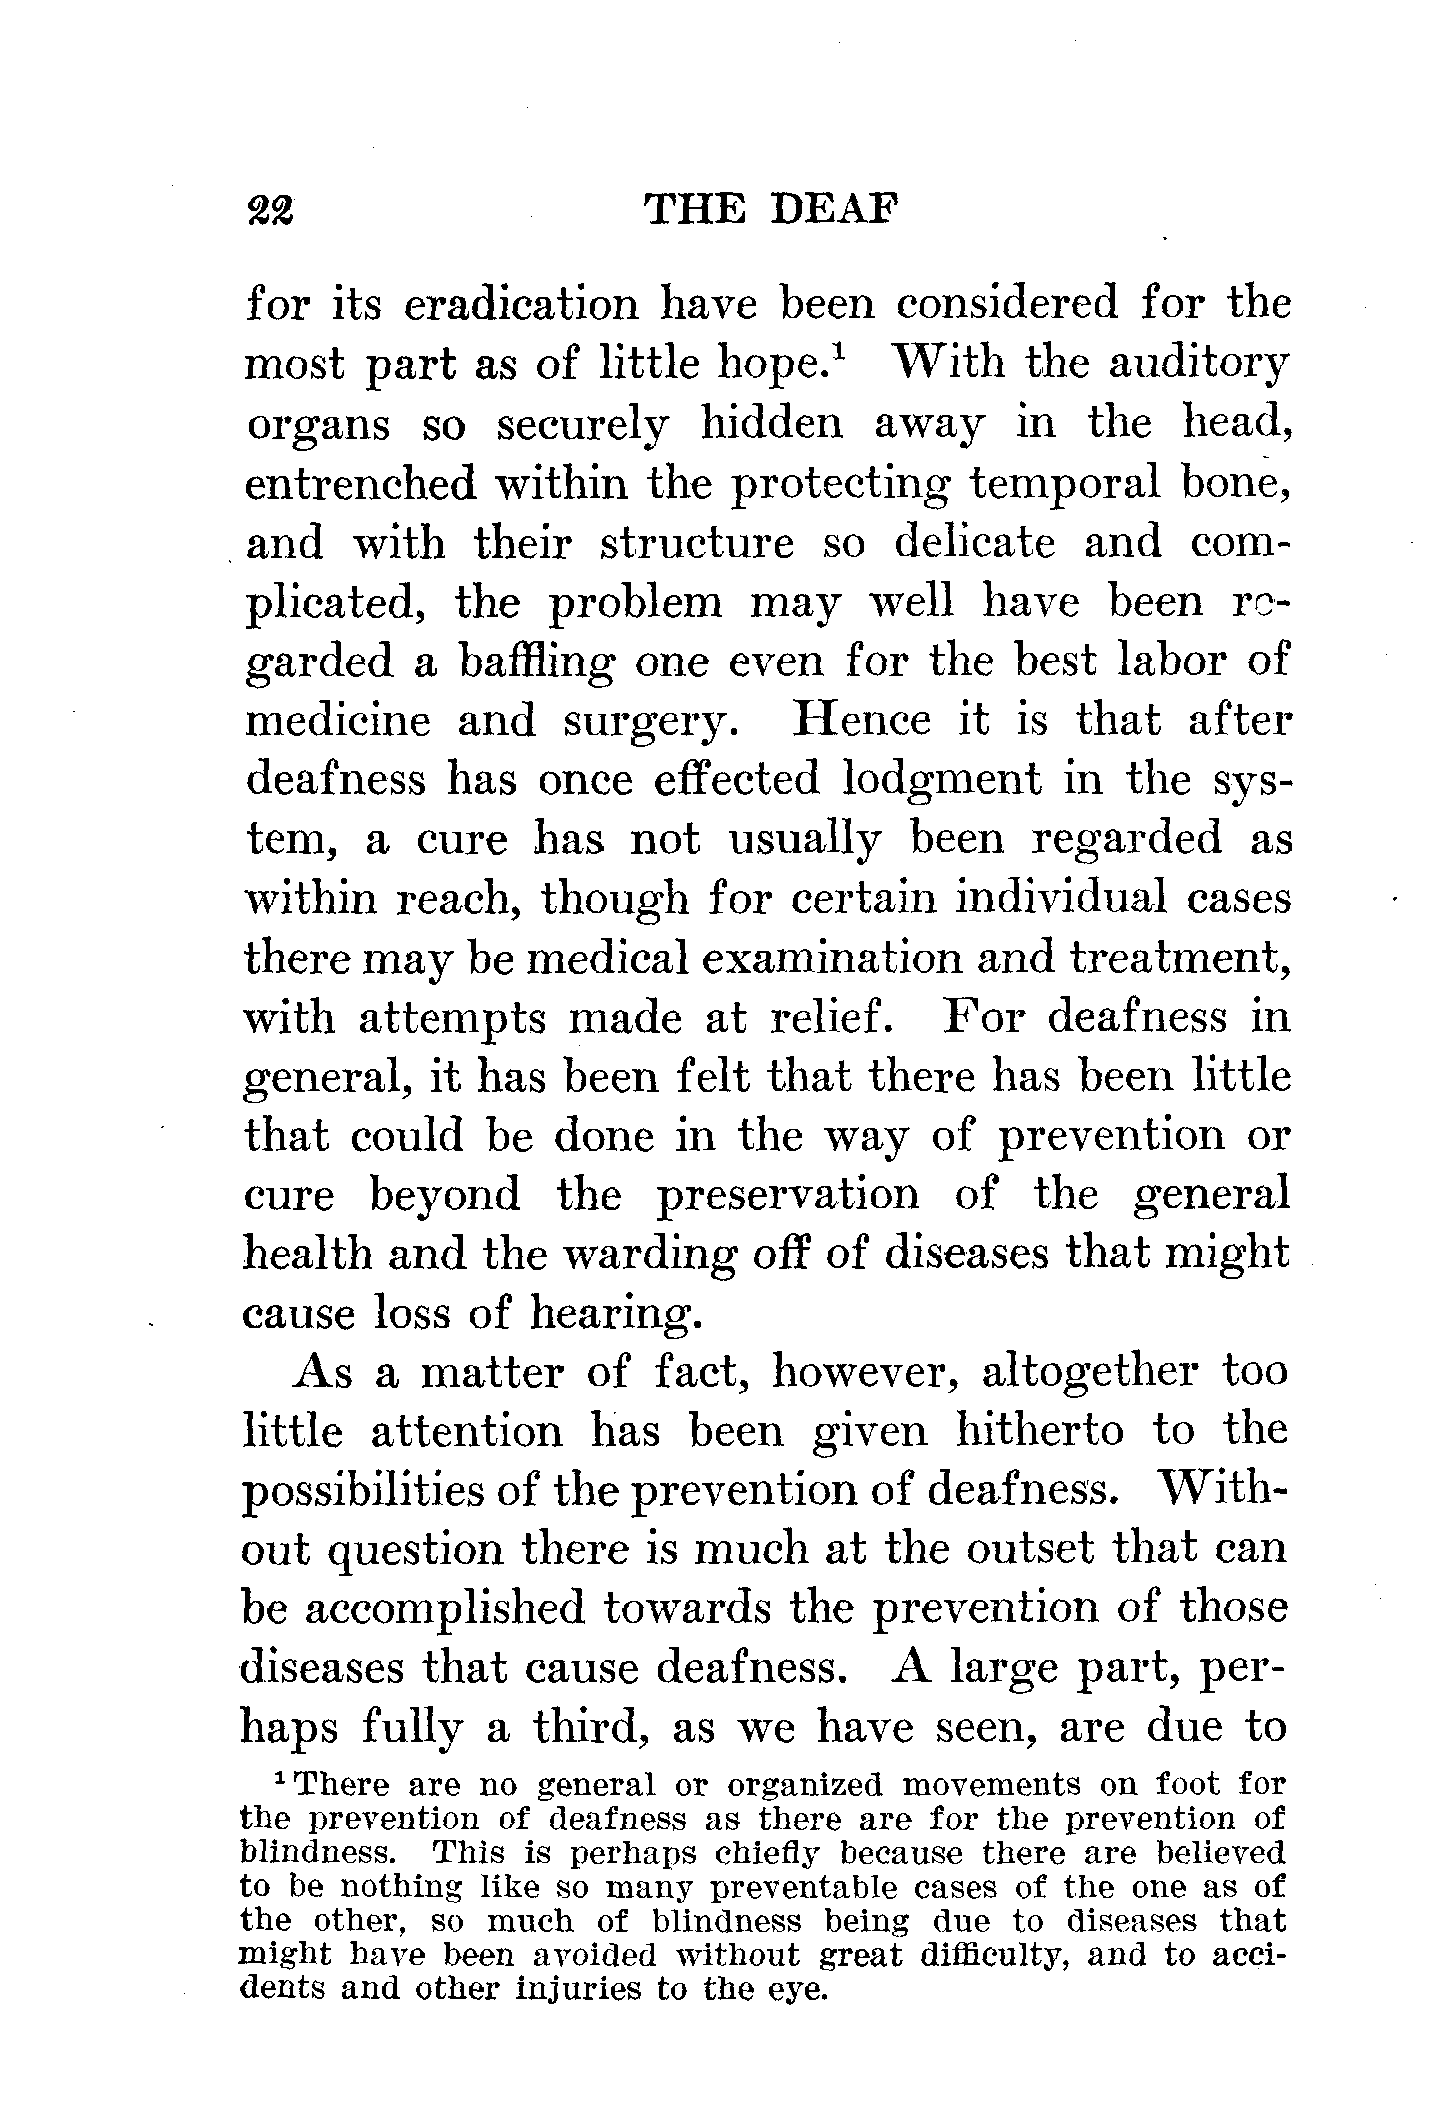 22 THE DEAF
for its eradication have been considered for the
most part as of little hope.¹ With the auditory
organs so securely hidden away in the head,
entrenched within the protecting temporal bone,
and with their structure so delicate and com-
plicated, the problem may well have been re-
garded a baffling one even for the best labor of
medicine and surgery. Hence it is that after
deafness has once effected lodgment in the sys-
tem, a cure has not usually been regarded as
within reach, though for certain individual cases
there may be medical examination and treatment,
with attempts made at relief. For deafness in
general, it has been felt that there has been little
that could be done in the way of prevention or
cure beyond the preservation of the general
health and the warding off of diseases that might
cause loss of hearing.
As a matter of fact, however, altogether too
little attention has been given hitherto to the
possibilities of the prevention of deafness. With-
out question there is much at the outset that can
be accomplished towards the prevention of those
diseases that cause deafness. A large part, per-
haps fully a third, as we have seen, are due to
¹ There are no general or organized movements on foot for
the prevention of deafness as there are for the prevention of
blindness. This is perhaps chiefly because there are believed
to be nothing like so many preventable cases of the one as of
the other, so much of blindness being due to diseases that
might have been avoided without great difficulty, and to acci-
dents and other injuries to the eye.